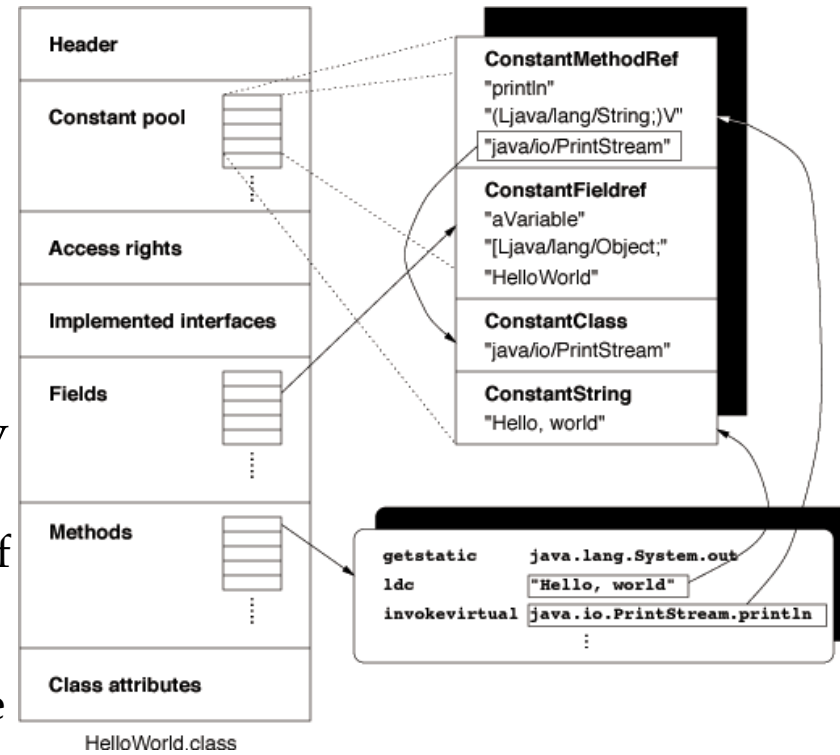 Header
Constant pool
Access rights
Implemented interfaces
Fields
Methods
Class attributes
HelloWorld.class
ConstantMethodRef
"println"
"(Ljava/lang/String;)V"
"java/io/PrintStream"
ConstantFieldref
"aVariable"
"[Ljava/lang/Object;"
"HelloWorld"
ConstantClass
"java/io/PrintStream"
ConstantString
"Hello, world"
getstatic java.lang.System.out
ldc "Hello, world"
invokevirtual java.io.PrintStream.println